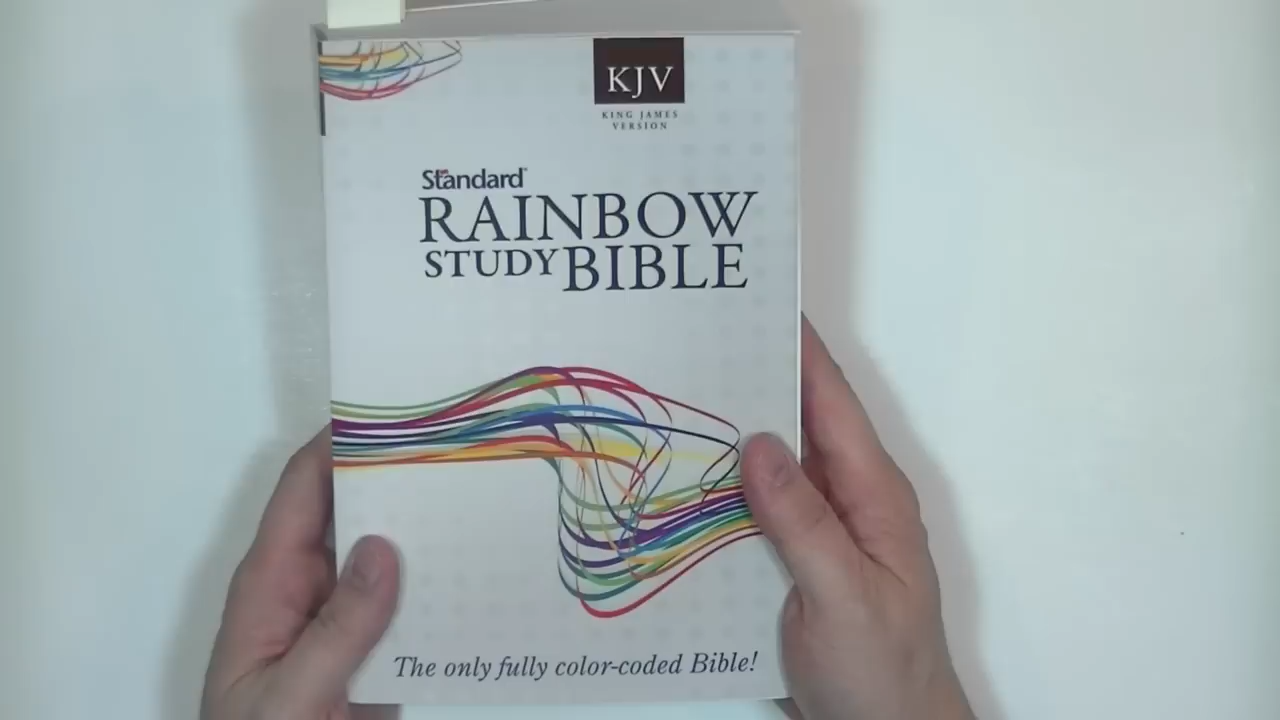 KJV
KING JAMES
VERSION
Standard
RAINBOW
STUDY BIBLE
The only fully color-coded Bible!